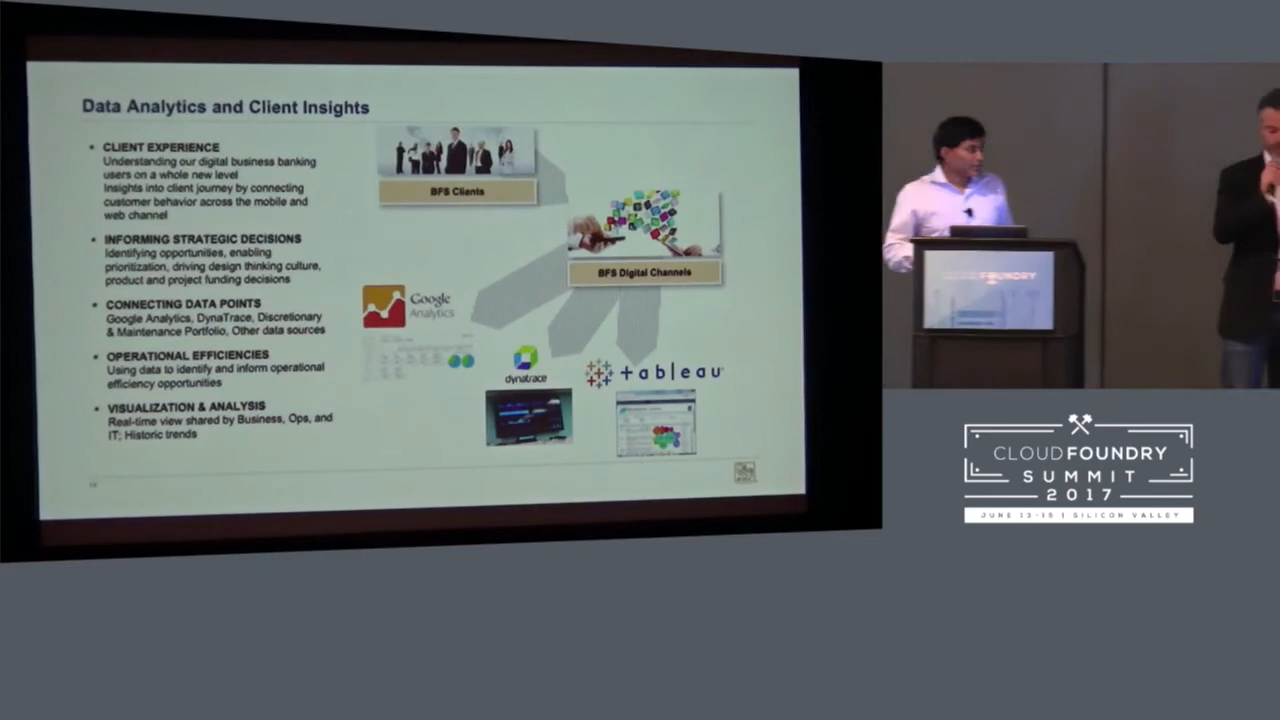 Data Analytics and Client Insights
CLIENT EXPERIENCE
Understanding our digital business banking
users on a whole new level
Insights into client journey by connecting
customer behavior across the mobile and
web channel
INFORMING STRATEGIC DECISIONS
Identifying opportunities, enabling
prioritization, driving design thinking culture,
product and project funding decisions
CONNECTING DATA POINTS
Google Analytics, DynaTrace, Discretionary
& Maintenance Portfolio, Other data sources
OPERATIONAL EFFICIENCIES
Using data to identify and inform operational
efficiency opportunities
VISUALIZATION & ANALYSIS
Real-time view shared by Business, Ops, and
IT; Historic trends
BFS Clients
BFS Digital Channels
Google
Analytics
dynatrace
+ableau
CLOUD FOUNDRY
CLOUD FOUNDRY
SUMMIT
2017
JUNE 13-15 | SILICON VALLEY